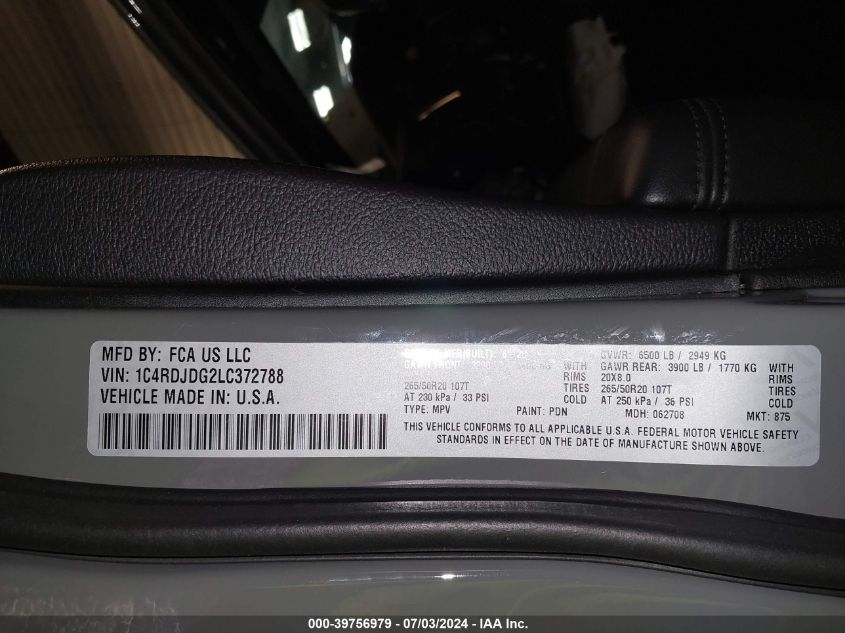 MFD BY: FCA US LLC
VIN: 1C4RDJDG2LC372788
VEHICLE MADE IN: U.S.A.
GVWR: 6500 LB / 2949 KG
GAWR REAR: 3900 LB / 1770 KG
RIMS 20X8.0 RIMS
265/50R20 107T TIRES 265/50R20 107T TIRES
AT 230 kPa / 33 PSI COLD AT 250 kPa / 36 PSI COLD
TYPE: MPV PAINT: PDN MDH: 062708 MKT: 875
THIS VEHICLE CONFORMS TO ALL APPLICABLE U.S.A. FEDERAL MOTOR VEHICLE SAFETY
STANDARDS IN EFFECT ON THE DATE OF MANUFACTURE SHOWN ABOVE.
000-39756979 / 07/03/2024 - IAA Inc.